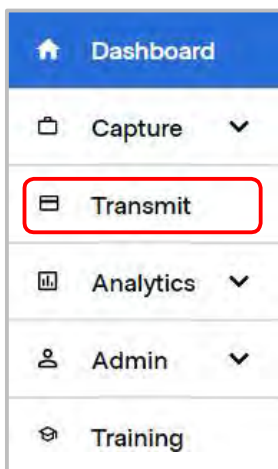 Dashboard
Capture
Transmit
Analytics
Admin
Training